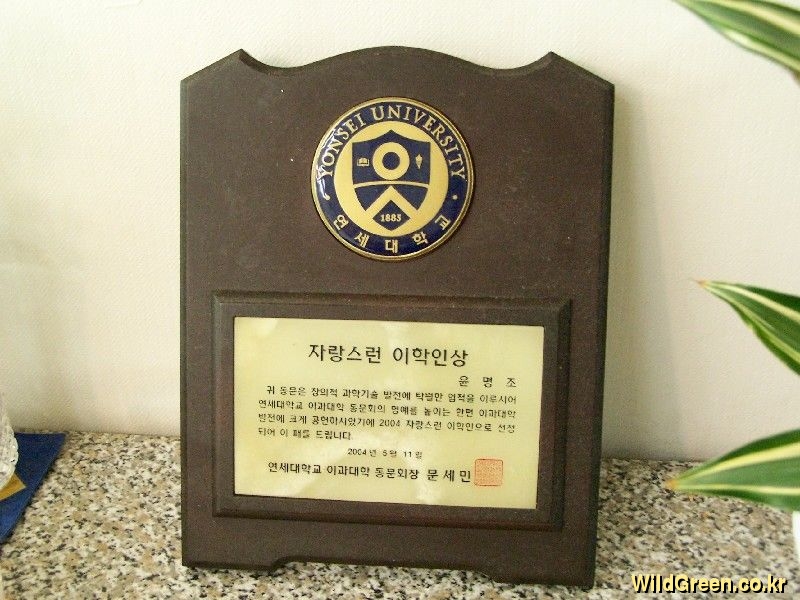 YONSEI UNIVERSITY
1885
연세대학교
자랑스런 이학인상
윤 명 조
귀 동문은 창의적 과학기술 발전에 탁월한 업적을 이루시어
연세대학교 이과대학 동문회의 명예를 높이는 한편 이과대학
발전에 크게 공헌하시었기에 2004 자랑스런 이학인으로 선정
되어 이 패를 드립니다.
2004년 5월 11일
연세대학교 이과대학 동문회장 문 세 민
WildGreen.co.kr